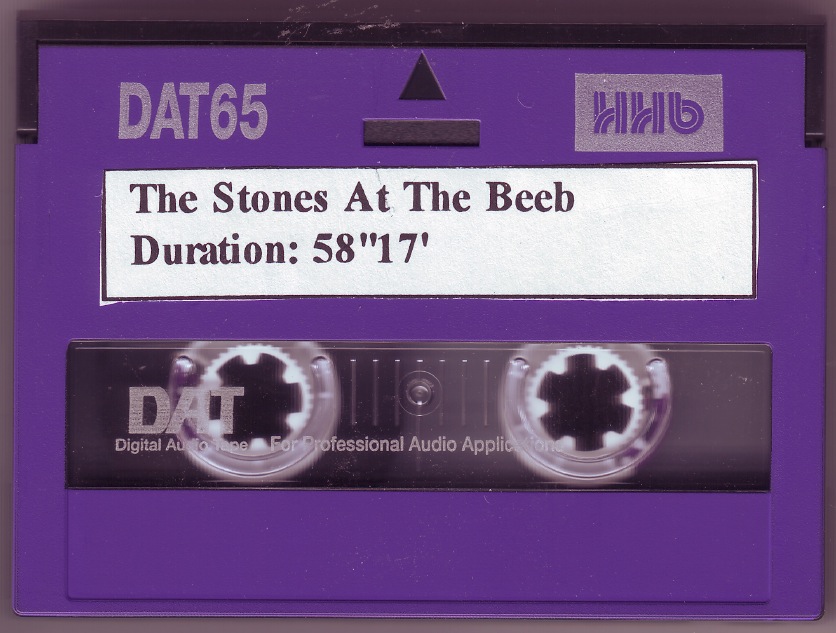 DAT65
HHb
The Stones At The Beeb
Duration: 58"17'
DAT
Digital Audio Tape For Professional Audio Applications